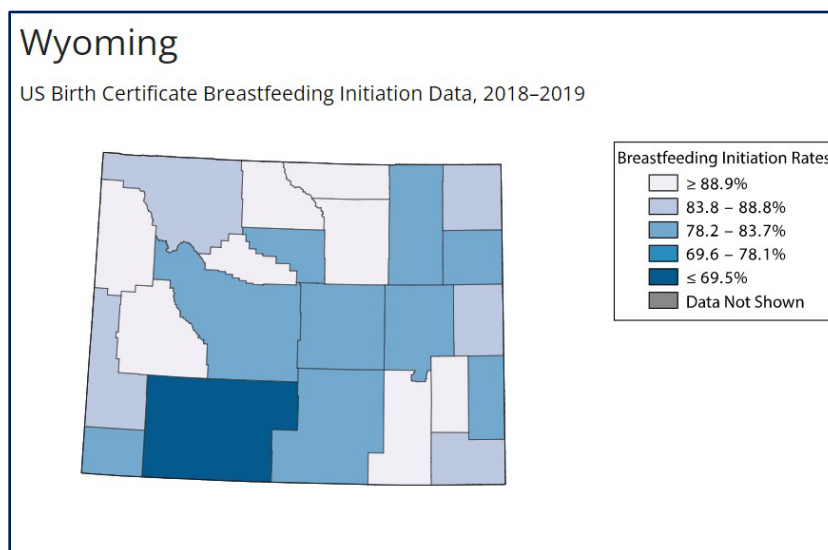 Wyoming
US Birth Certificate Breastfeeding Initiation Data, 2018–2019
Breastfeeding Initiation Rates
≥ 88.9%
83.8 – 88.8%
78.2 – 83.7%
69.6 – 78.1%
≤ 69.5%
Data Not Shown